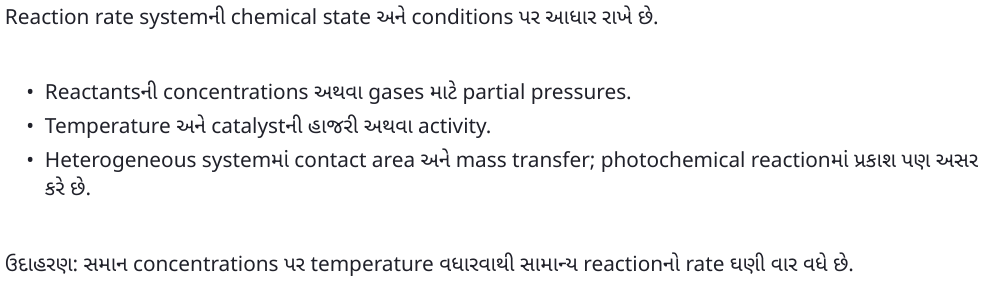 Reaction rate systemની chemical state અને conditions પર આધાર રાખે છે.
• Reactantsની concentrations અથવા gases માટે partial pressures.
• Temperature અને catalystની હાજરી અથવા activity.
• Heterogeneous systemમાં contact area અને mass transfer; photochemical reactionમાં પ્રકાશ પણ અસર
કરે છે.
ઉદાહરણ: સમાન concentrations પર temperature વધારવાથી સામાન્ય reactionનો rate ઘણી વાર વધે છે.